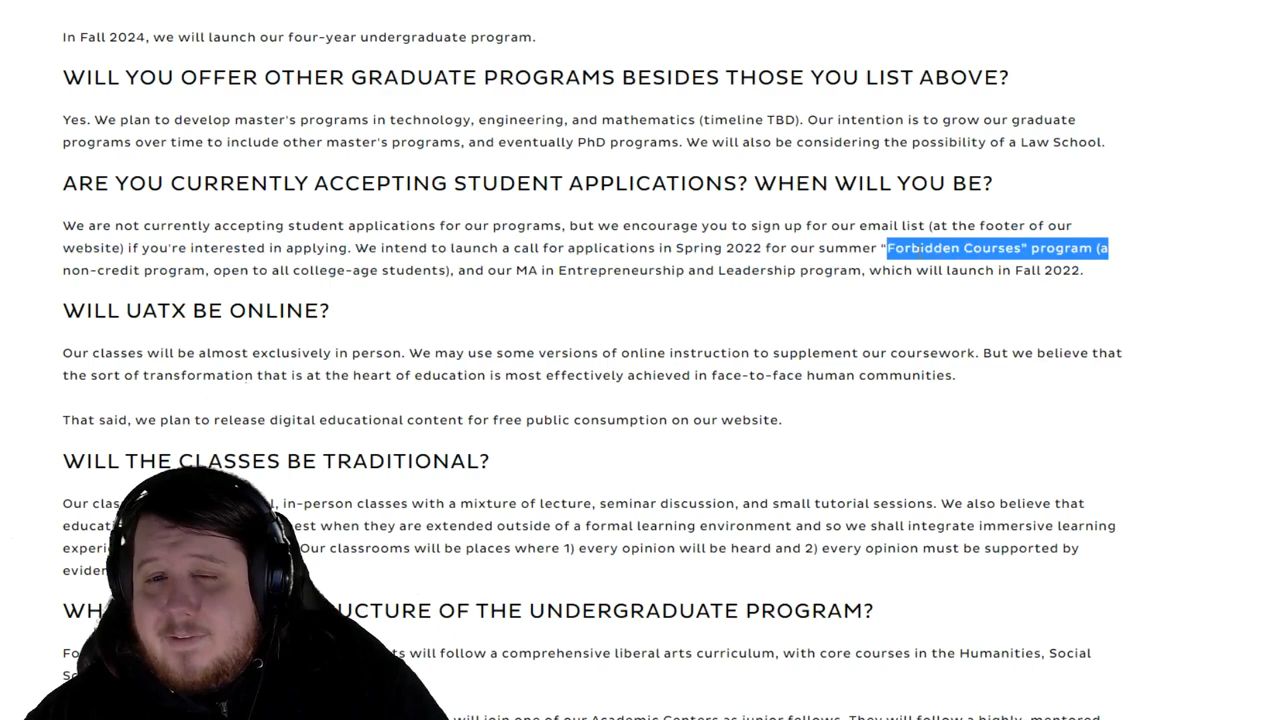 In Fall 2024, we will launch our four-year undergraduate program.
WILL YOU OFFER OTHER GRADUATE PROGRAMS BESIDES THOSE YOU LIST ABOVE?
Yes. We plan to develop master's programs in technology, engineering, and mathematics (timeline TBD). Our intention is to grow our graduate
programs over time to include other master's programs, and eventually PhD programs. We will also be considering the possibility of a Law School.
ARE YOU CURRENTLY ACCEPTING STUDENT APPLICATIONS? WHEN WILL YOU BE?
We are not currently accepting student applications for our programs, but we encourage you to sign up for our email list (at the footer of our
website) if you're interested in applying. We intend to launch a call for applications in Spring 2022 for our summer “Forbidden Courses” program (a
non-credit program, open to all college-age students), and our MA in Entrepreneurship and Leadership program, which will launch in Fall 2022.
WILL UATX BE ONLINE?
Our classes will be almost exclusively in person. We may use some versions of online instruction to supplement our coursework. But we believe that
the sort of transformation that is at the heart of education is most effectively achieved in face-to-face human communities.
That said, we plan to release digital educational content for free public consumption on our website.
WILL THE CLASSES BE TRADITIONAL?
Our in-person classes with a mixture of lecture, seminar discussion, and small tutorial sessions. We also believe that
when they are extended outside of a formal learning environment and so we shall integrate immersive learning
Our classrooms will be places where 1) every opinion will be heard and 2) every opinion must be supported by
OF THE UNDERGRADUATE PROGRAM?
will follow a comprehensive liberal arts curriculum, with core courses in the Humanities, Social
will join one of our Academic Centers as junior fellows. They will follow a highly-mentored